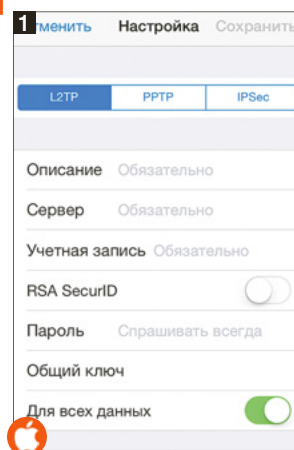 1 тменить Настройка Сохранить
L2TP PPTP IPSec
Описание Обязательно
Сервер Обязательно
Учетная запись Обязательно
RSA SecurID
Пароль Спрашивать всегда
Общий ключ
Для всех данных